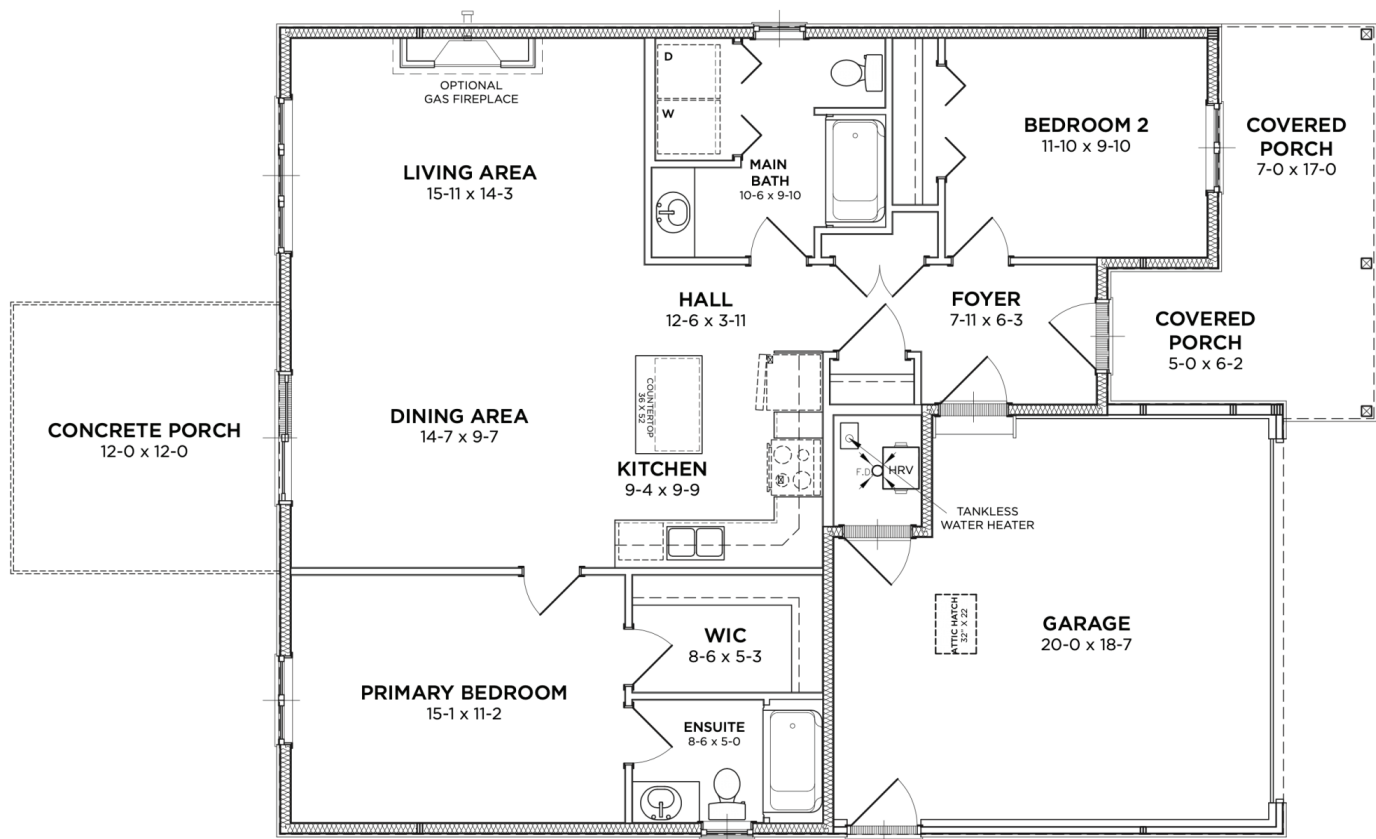 OPTIONAL
GAS FIREPLACE
LIVING AREA
15-11 x 14-3
D
W
MAIN
BATH
10-6 x 9-10
BEDROOM 2
11-10 x 9-10
COVERED
PORCH
7-0 x 17-0
HALL
12-6 x 3-11
FOYER
7-11 x 6-3
COVERED
PORCH
5-0 x 6-2
CONCRETE PORCH
12-0 x 12-0
DINING AREA
14-7 x 9-7
COUNTERTOP
36 X 52
KITCHEN
9-4 x 9-9
F.D
HRV
TANKLESS
WATER HEATER
WIC
8-6 x 5-3
ATTIC HATCH
32" X 22
GARAGE
20-0 x 18-7
PRIMARY BEDROOM
15-1 x 11-2
ENSUITE
8-6 x 5-0